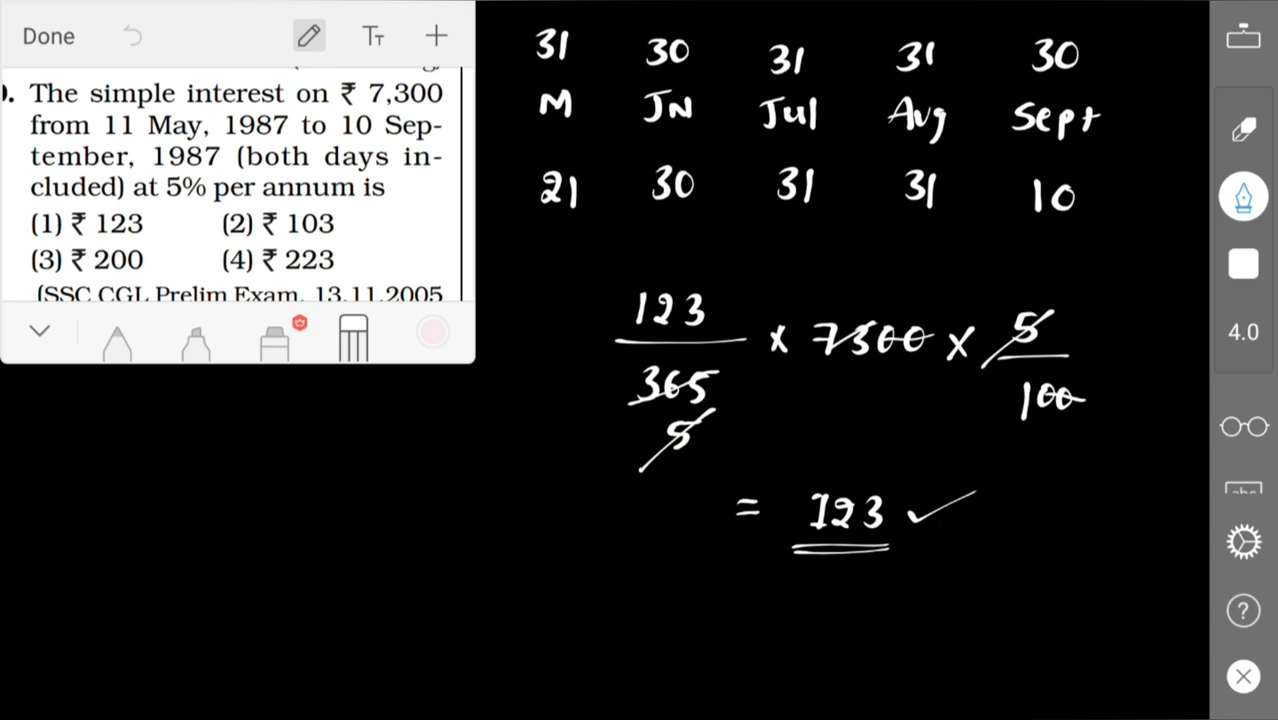 Done Tт +
). The simple interest on ₹ 7,300
from 11 May, 1987 to 10 Sep-
tember, 1987 (both days in-
cluded) at 5% per annum is
(1) ₹ 123 (2) ₹ 103
(3) ₹ 200 (4) ₹ 223
(SSC CGL Prelim Exam. 13.11.2005
31 30 31 31 30
M JN Jul Aug Sept
21 30 31 31 10
123
365
5
× 7300 × 5
100
= 123 ✓
4.0
abc
?